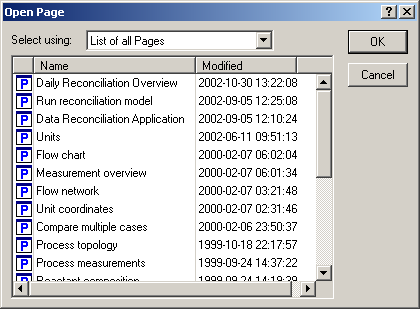 Open Page
Select using: List of all Pages
OK
Cancel
Name Modified
P Daily Reconciliation Overview 2002-10-30 13:22:08
P Run reconciliation model 2002-09-05 12:25:08
P Data Reconciliation Application 2002-09-05 12:10:24
P Units 2002-06-11 09:51:13
P Flow chart 2000-02-07 06:02:04
P Measurement overview 2000-02-07 06:01:34
P Flow network 2000-02-07 03:21:48
P Unit coordinates 2000-02-07 02:31:46
P Compare multiple cases 2000-02-06 23:50:37
P Process topology 1999-10-18 22:17:57
P Process measurements 1999-09-24 14:37:22
P Reactant composition 1999-09-24 14:19:39